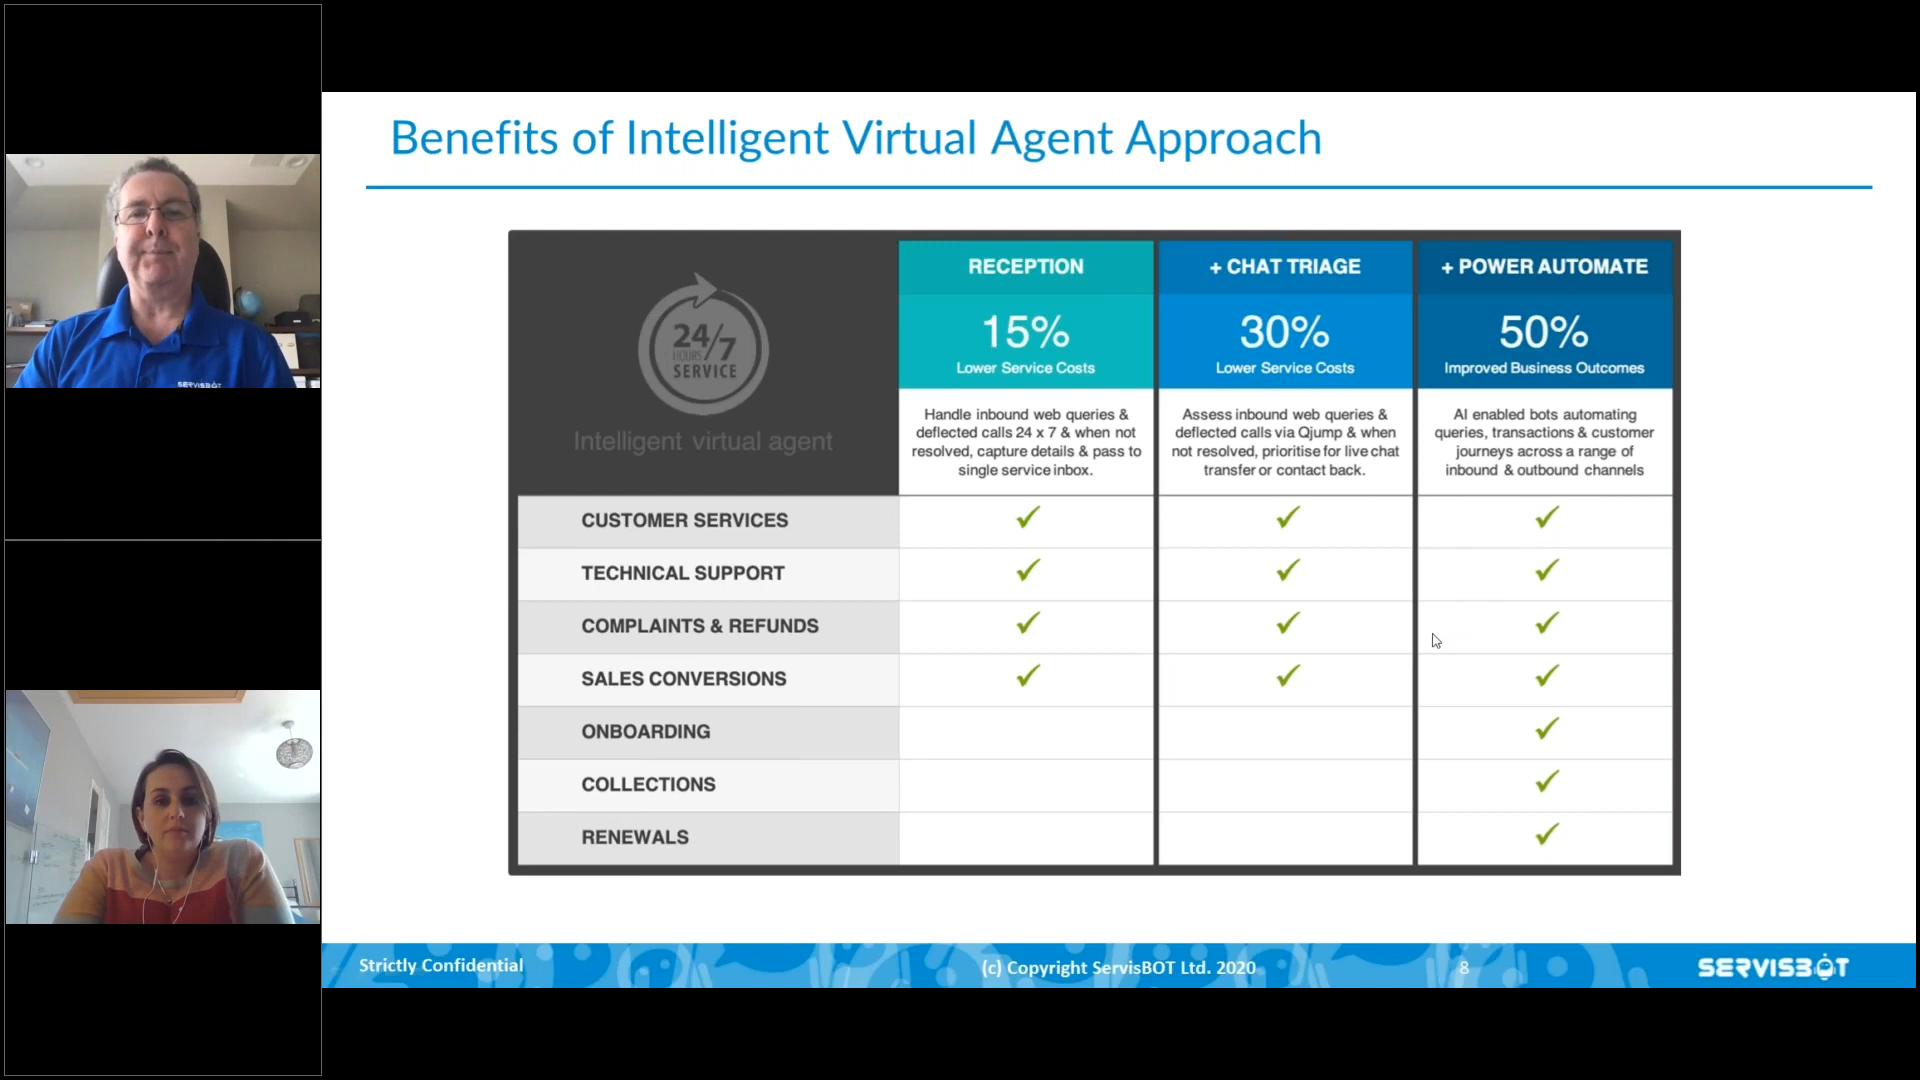 Benefits of Intelligent Virtual Agent Approach
24/7
HOURS
SERVICE
Intelligent virtual agent
RECEPTION
15%
Lower Service Costs
Handle inbound web queries &
deflected calls 24 x 7 & when not
resolved, capture details & pass to
single service inbox.
+ CHAT TRIAGE
30%
Lower Service Costs
Assess inbound web queries &
deflected calls via Qjump & when
not resolved, prioritise for live chat
transfer or contact back.
+ POWER AUTOMATE
50%
Improved Business Outcomes
AI enabled bots automating
queries, transactions & customer
journeys across a range of
inbound & outbound channels
CUSTOMER SERVICES ✓ ✓ ✓
TECHNICAL SUPPORT ✓ ✓ ✓
COMPLAINTS & REFUNDS ✓ ✓ ✓
SALES CONVERSIONS ✓ ✓ ✓
ONBOARDING ✓
COLLECTIONS ✓
RENEWALS ✓
Strictly Confidential
(c) Copyright ServisBOT Ltd. 2020
8
SERVISBOT
SERVISBOT